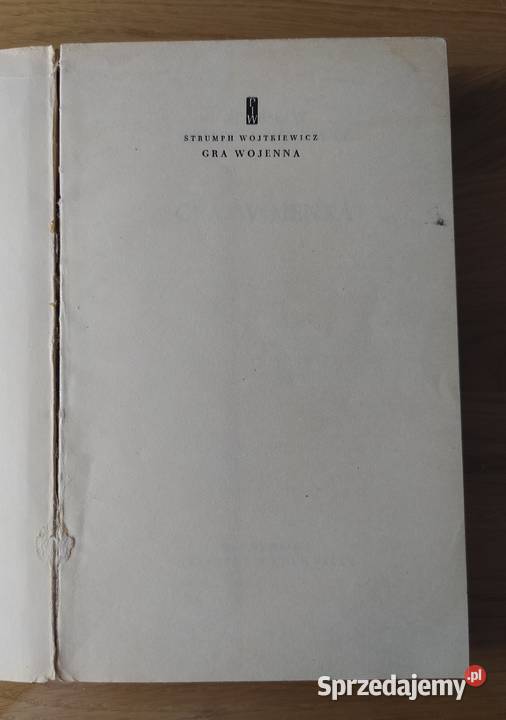 PIW
STRUMPH WOJTKIEWICZ
GRA WOJENNA
Sprzedajemy.pl